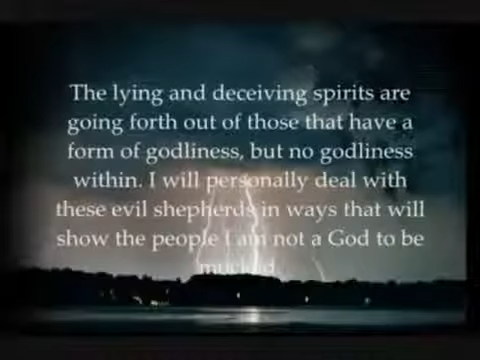 The lying and deceiving spirits are
going forth out of those that have a
form of godliness, but no godliness
within. I will personally deal with
these evil shepherds in ways that will
show the people I am not a God to be